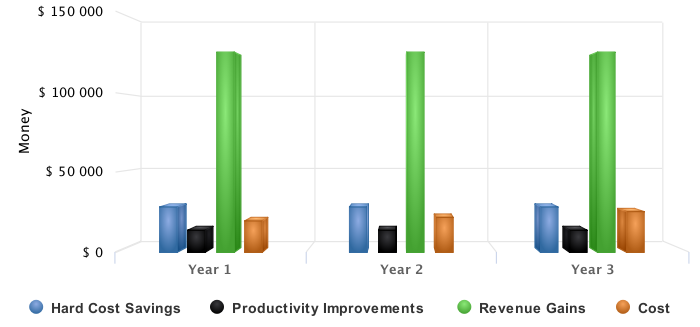 $ 150 000
$ 100 000
Money
$ 50 000
$ 0
Year 1 Year 2 Year 3
Hard Cost Savings Productivity Improvements Revenue Gains Cost